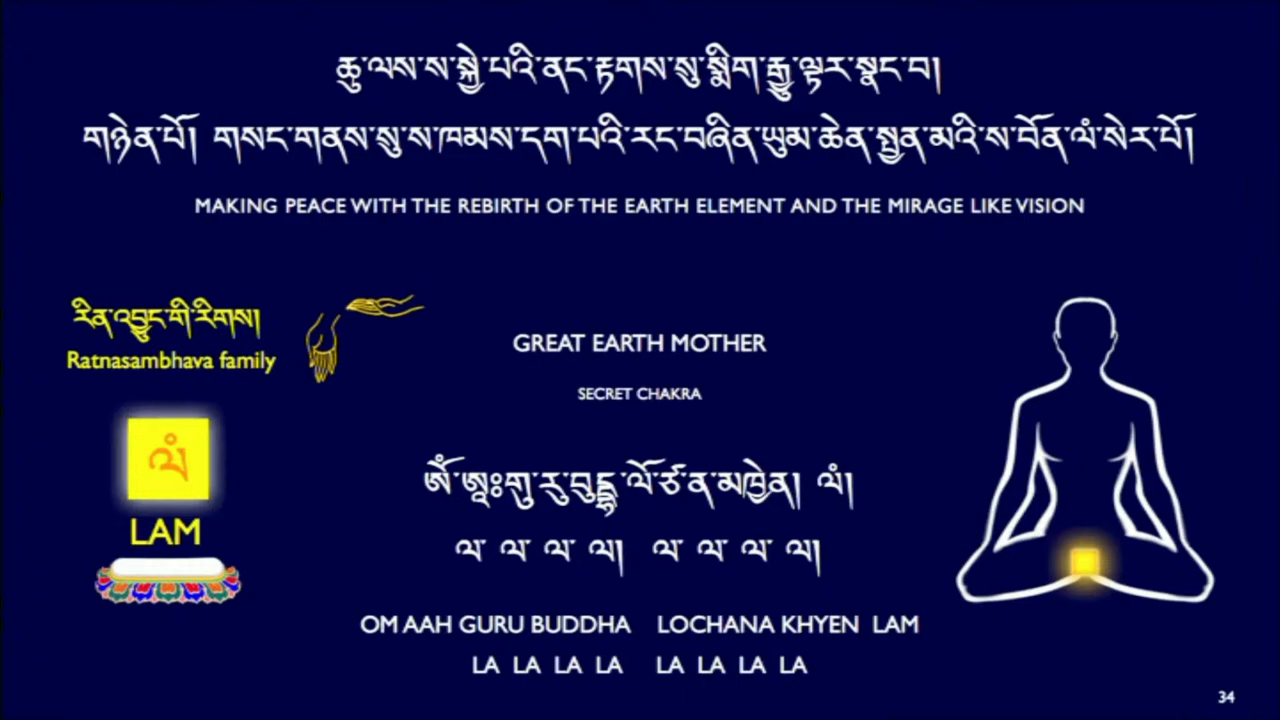 ཆུ་ལས་ས་སྐྱེ་པའི་ནང་རྟགས་སུ་སྨིག་རྒྱུ་ལྟར་སྣང་བ།
གཉེན་པོ། གསང་གནས་སུ་ས་ཁམས་དག་པའི་རང་བཞིན་ཡུམ་ཆེན་སྤྱན་མའི་ས་བོན་ལཾ་སེར་པོ།
MAKING PEACE WITH THE REBIRTH OF THE EARTH ELEMENT AND THE MIRAGE LIKE VISION
རིན་འབྱུང་གི་རིགས།
Ratnasambhava family
GREAT EARTH MOTHER
SECRET CHAKRA
ལཾ
LAM
ཨོཾ་ཨཱཿགུ་རུ་བུདྡྷ་ལོ་ཙ་ན་མཁྱེན། ལཾ།
ལ་ ལ་ ལ་ ལ། ལ་ ལ་ ལ་ ལ།
OM AAH GURU BUDDHA LOCHANA KHYEN LAM
LA LA LA LA LA LA LA LA
34